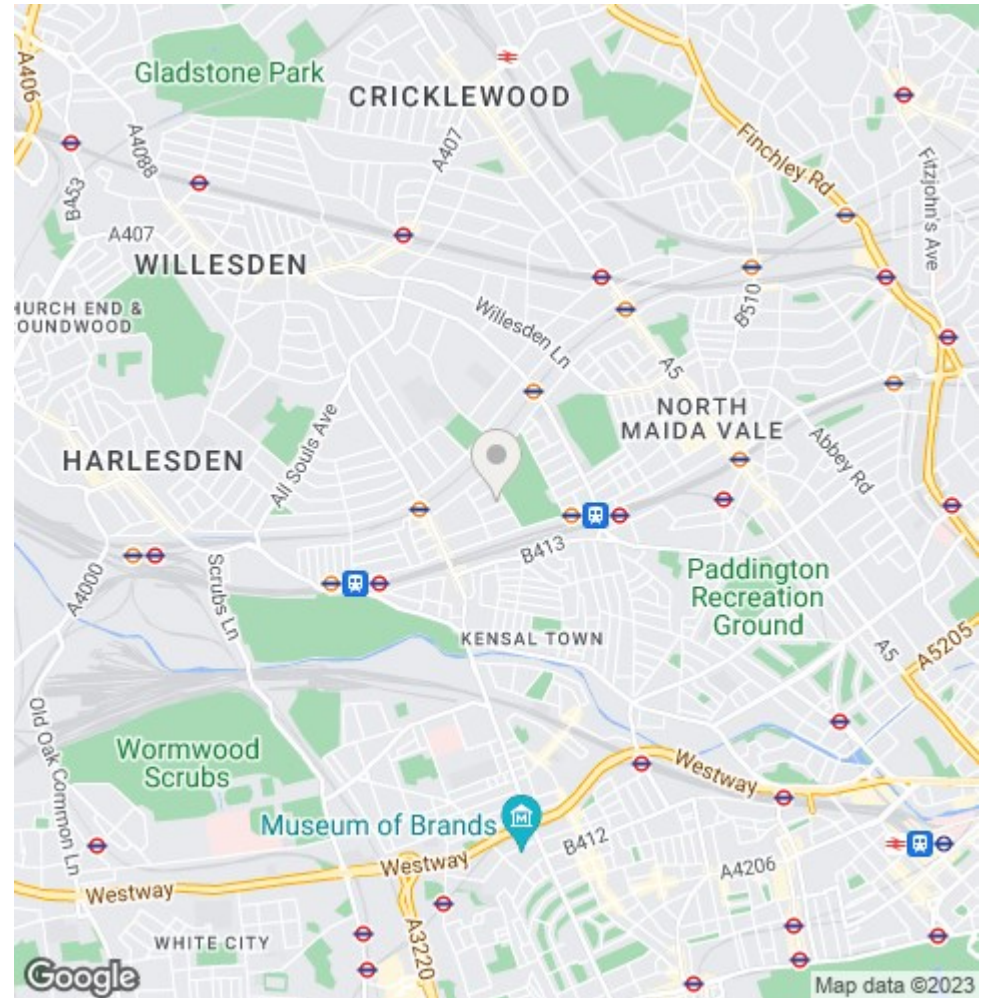 A406
Gladstone Park
CRICKLEWOOD
A4088
A407
Finchley Rd
Fitzjohn's Ave
B453
A407
WILLESDEN
B510
HURCH END &
OUNDWOOD
Willesden Ln
A5
NORTH
MAIDA VALE
Abbey Rd
All Souls Ave
HARLESDEN
B413
A4000
Scrubs Ln
Paddington
Recreation
Ground
KENSAL TOWN
A5
A5205
Old Oak Common Ln
Wormwood
Scrubs
Westway
Museum of Brands
M
B412
Westway
A4206
Westway
A3220
WHITE CITY
Google
Map data ©2023